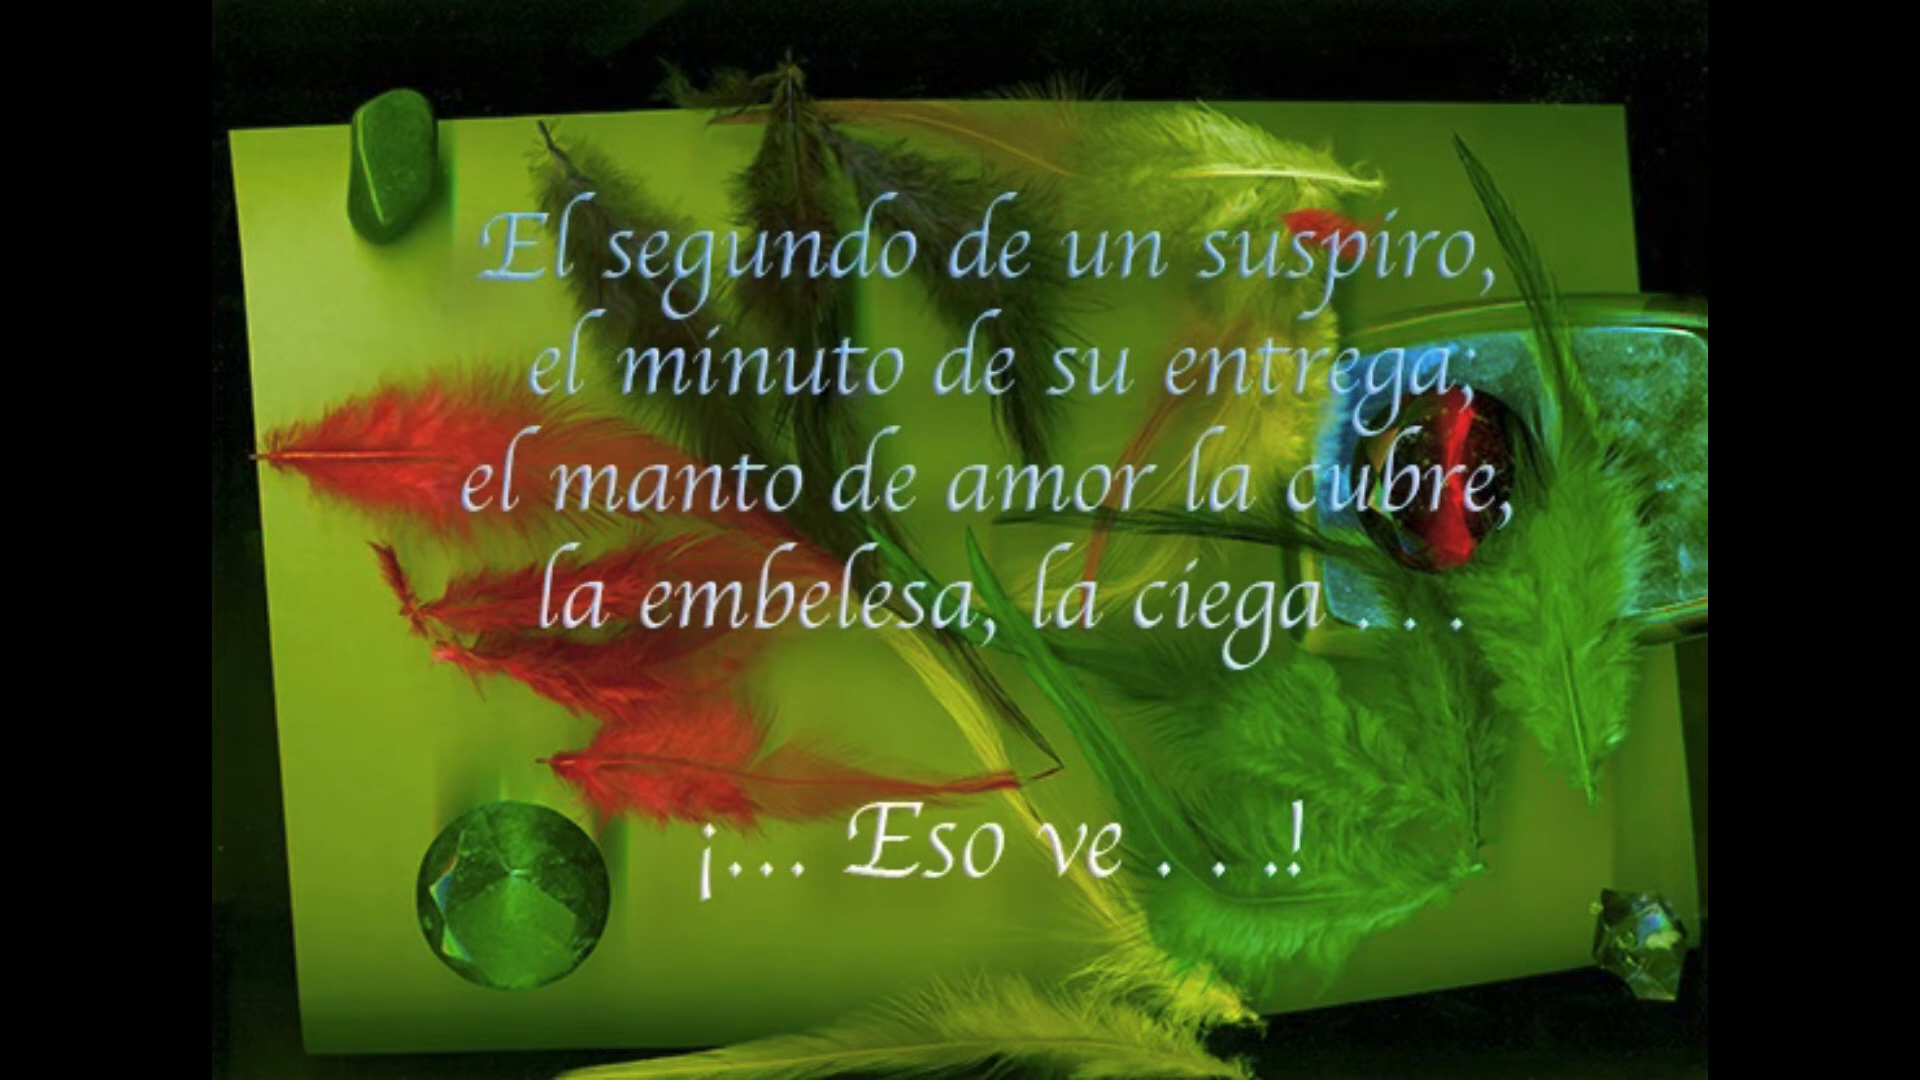 El segundo de un suspiro,
el minuto de su entrega;
el manto de amor la cubre,
la embelesa, la ciega . . .
¡... Eso ve . . .!